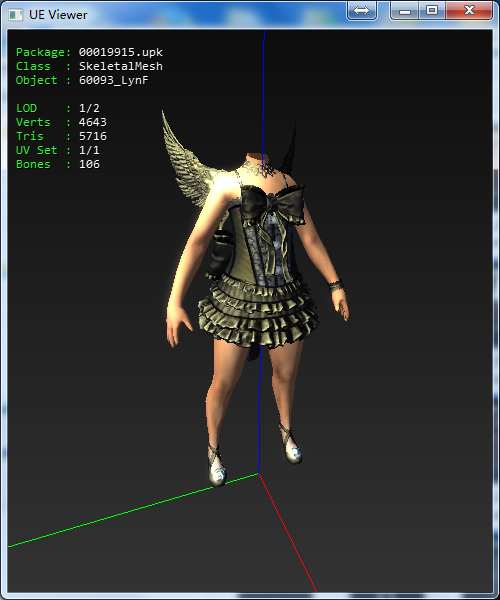 UE Viewer
Package: 00019915.upk
Class : SkeletalMesh
Object : 60093_LynF
LOD : 1/2
Verts : 4643
Tris : 5716
UV Set : 1/1
Bones : 106